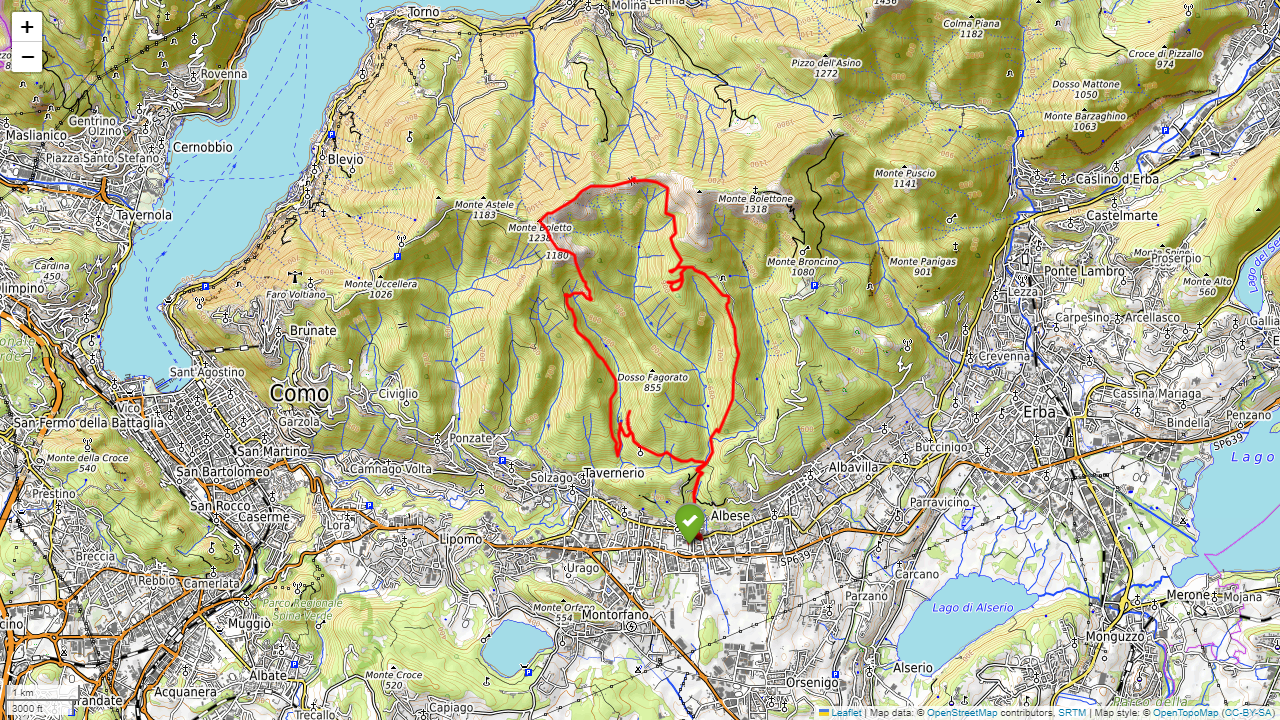 +
−
Torno
Molina
Colma Piana
1182
Croce di Pizzallo
974
Pizzo dell'Asino
1272
Rovenna
Dosso Mattone
1050
Monte Barzaghino
1063
Gentrino
Olzino
Maslianico
Cernobbio
Piazza Santo Stefano
Blevio
Monte Puscio
1141
Caslino d'Erba
Monte Bolettone
1318
Monte Astele
1183
Tavernola
Castelmarte
Monte Boletto
1238
1180
Cardina
450
Olimpino
Monte Broncino
1080
Monte Panigas
901
Proserpio
Ponte Lambro
Monte Alto
560
Faro Voltiano
Monte Uccellera
1026
Lezza
Carpesino
Arcellasco
Brunate
Crevenna
Sant'Agostino
Dosso Fagorato
855
Como
Civiglio
Cassina Mariaga
Vico
Garzola
Erba
Penzano
San Fermo della Battaglia
Bindella
SP639
Ponzate
San Martino
Buccinigo
Monte della Croce
540
Lago
San Bartolomeo
Camnago Volta
Albavilla
Tavernerio
Solzago
Prestino
San Rocco
Parravicino
Caserme
Albese
Lora
Lipomo
Breccia
SP639
Urago
Carcano
Rebbio
Camerlata
Parzano
Merone
Mojana
Parco Regionale
Spina Verde
Monte Orfano
554
Montorfano
Lago di Alserio
Muggiò
Monguzzo
Albate
Monte Croce
520
Alserio
Orsenigo
Acquanera
1 km
3000 ft
Trecallo
Capiago
Leaflet | Map data: © OpenStreetMap contributors, SRTM | Map style: © OpenTopoMap (CC-BY-SA)